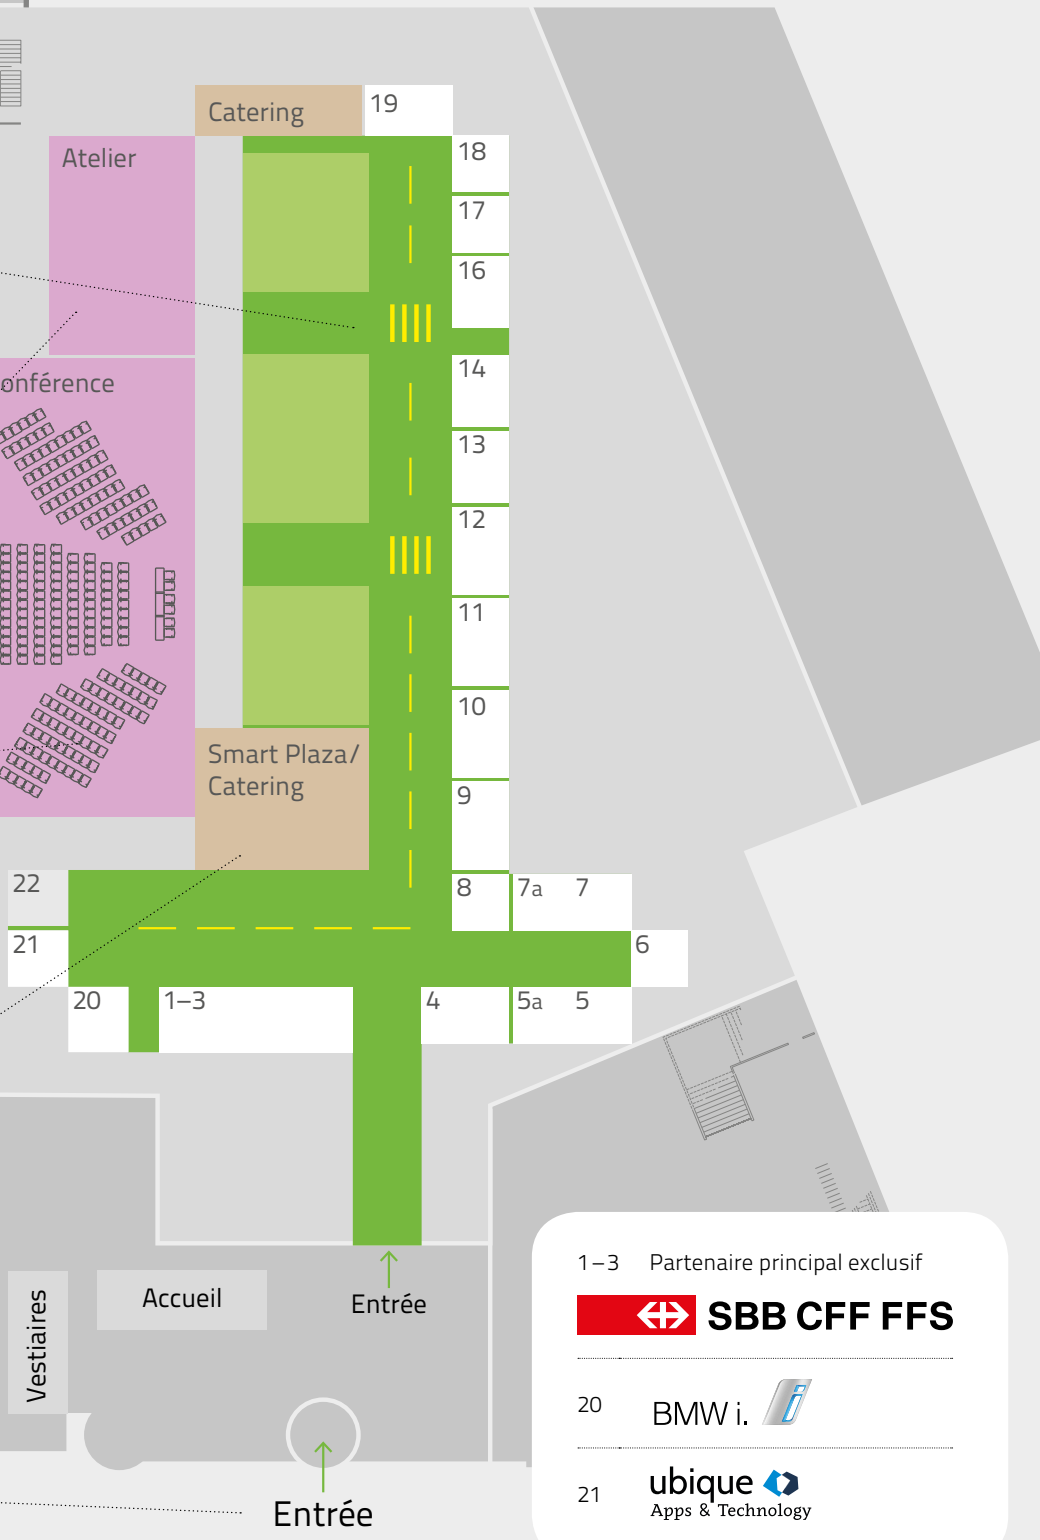 Catering
19
Atelier
18
17
16
onférence
14
13
12
11
10
Smart Plaza/
Catering
9
22
8
7a
7
21
6
20
1–3
4
5a
5
Accueil
Entrée
Vestiaires
Entrée
1–3 Partenaire principal exclusif
SBB CFF FFS
20 BMW i.
21 ubique
Apps & Technology